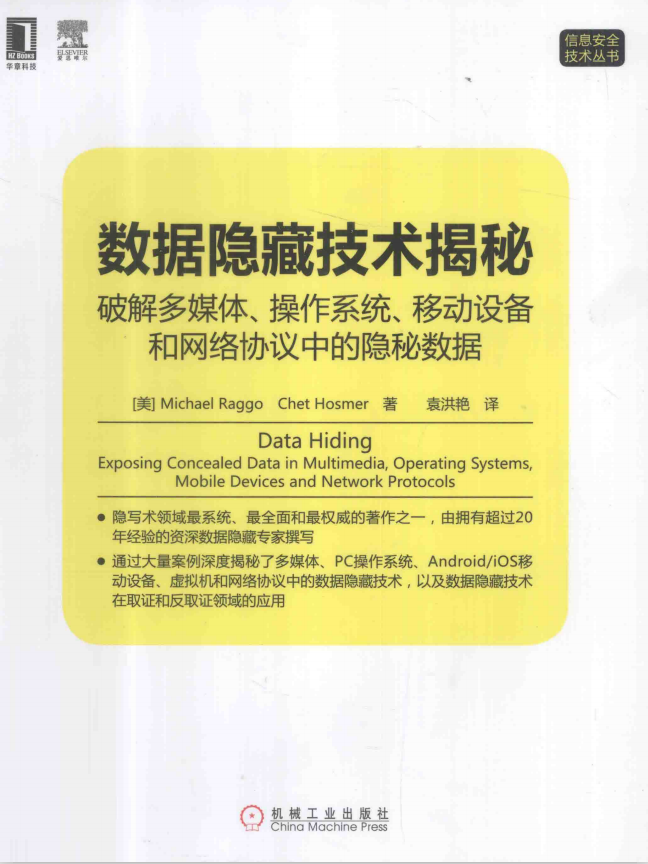 HZ Books
华章科技
ELSEVIER
爱思唯尔
信息安全
技术丛书
数据隐藏技术揭秘
破解多媒体、操作系统、移动设备
和网络协议中的隐秘数据
[美] Michael Raggo Chet Hosmer 著 袁洪艳 译
Data Hiding
Exposing Concealed Data in Multimedia, Operating Systems,
Mobile Devices and Network Protocols
● 隐写术领域最系统、最全面和最权威的著作之一，由拥有超过20
年经验的资深数据隐藏专家撰写
● 通过大量案例深度揭秘了多媒体、PC操作系统、Android/iOS移
动设备、虚拟机和网络协议中的数据隐藏技术，以及数据隐藏技术
在取证和反取证领域的应用
机械工业出版社
China Machine Press